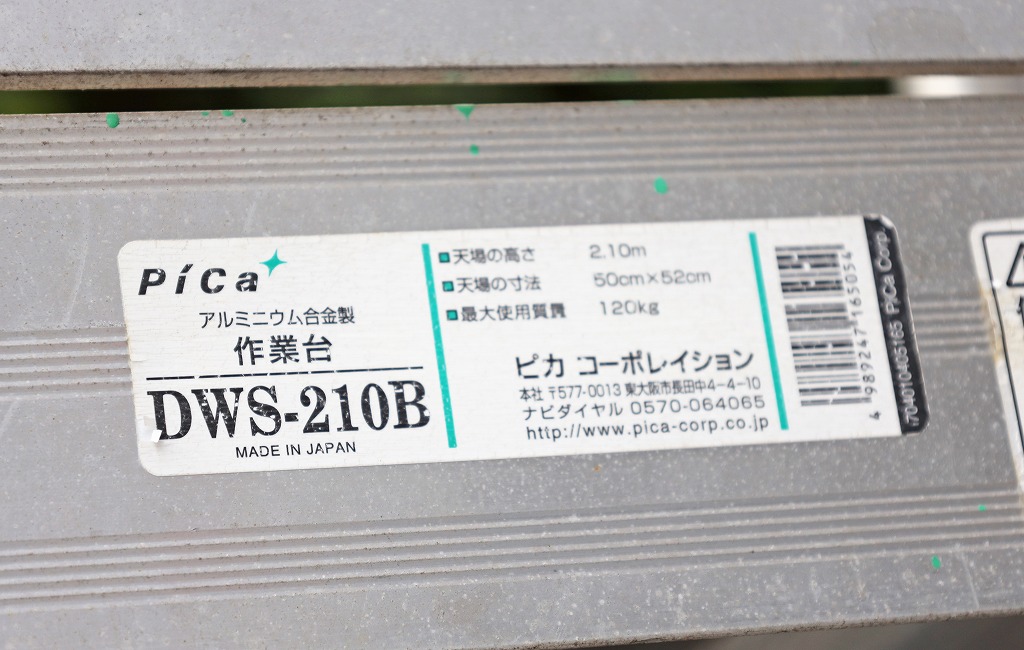 PiCa
アルミニウム合金製
作業台
DWS-210B
MADE IN JAPAN
■天場の高さ 2.10m
■天場の寸法 50cm×52cm
■最大使用質量 120kg
ピカ コーポレイション
本社 〒577-0013 東大阪市長田中4-4-10
ナビダイヤル 0570-064065
http://www.pica-corp.co.jp
4 989247 165054
I704010405165 PiCa Corp.